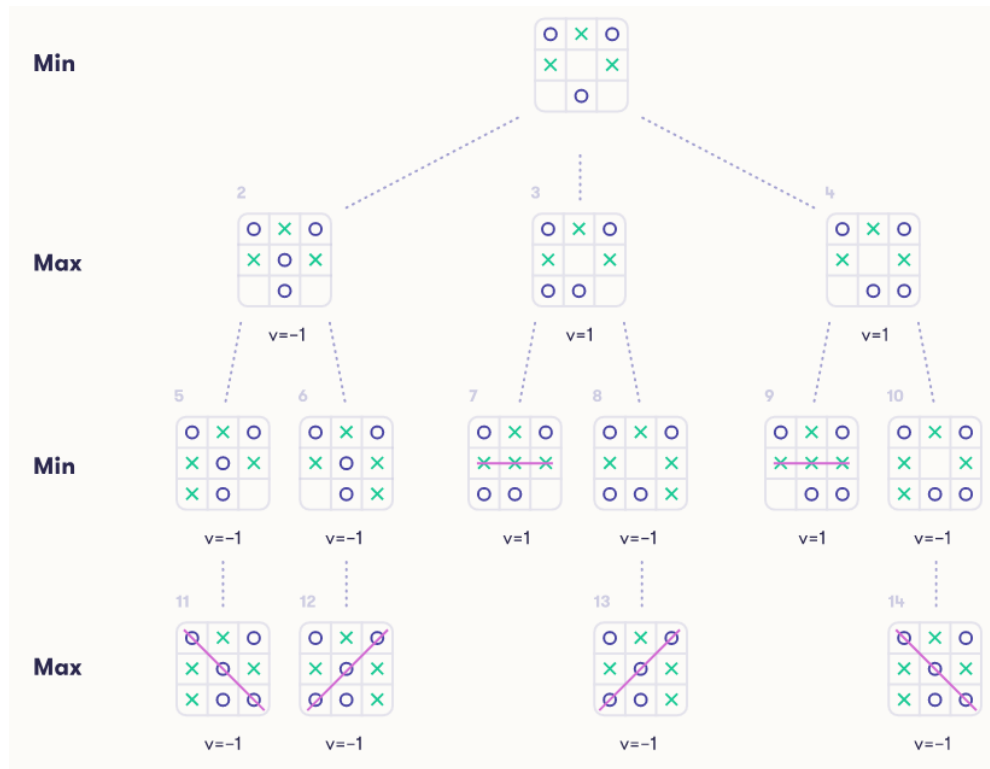 Min
2 3 4
Max
v=-1 v=1 v=1
5 6 7 8 9 10
Min
v=-1 v=-1 v=1 v=-1 v=1 v=-1
11 12 13 14
Max
v=-1 v=-1 v=-1 v=-1